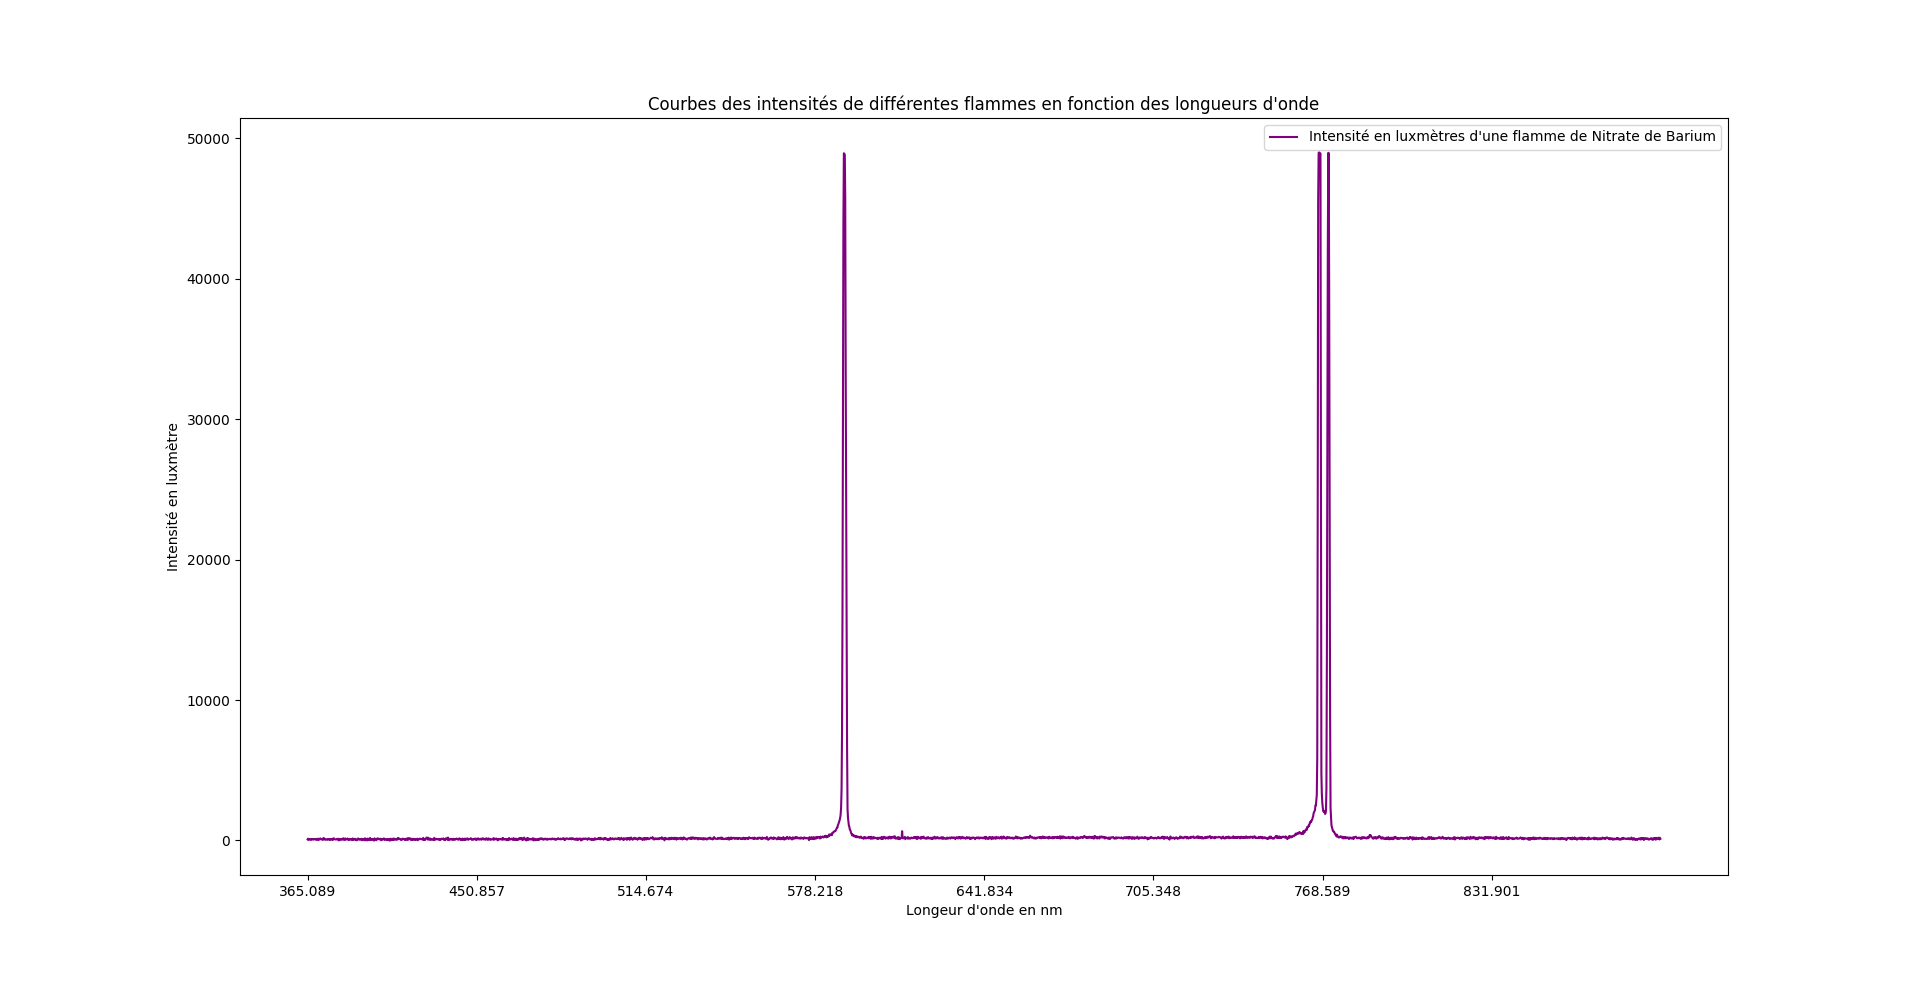 Courbes des intensités de différentes flammes en fonction des longueurs d'onde
Intensité en luxmètres d'une flamme de Nitrate de Barium
50000
40000
30000
20000
10000
0
Intensité en luxmètre
365.089 450.857 514.674 578.218 641.834 705.348 768.589 831.901
Longeur d'onde en nm